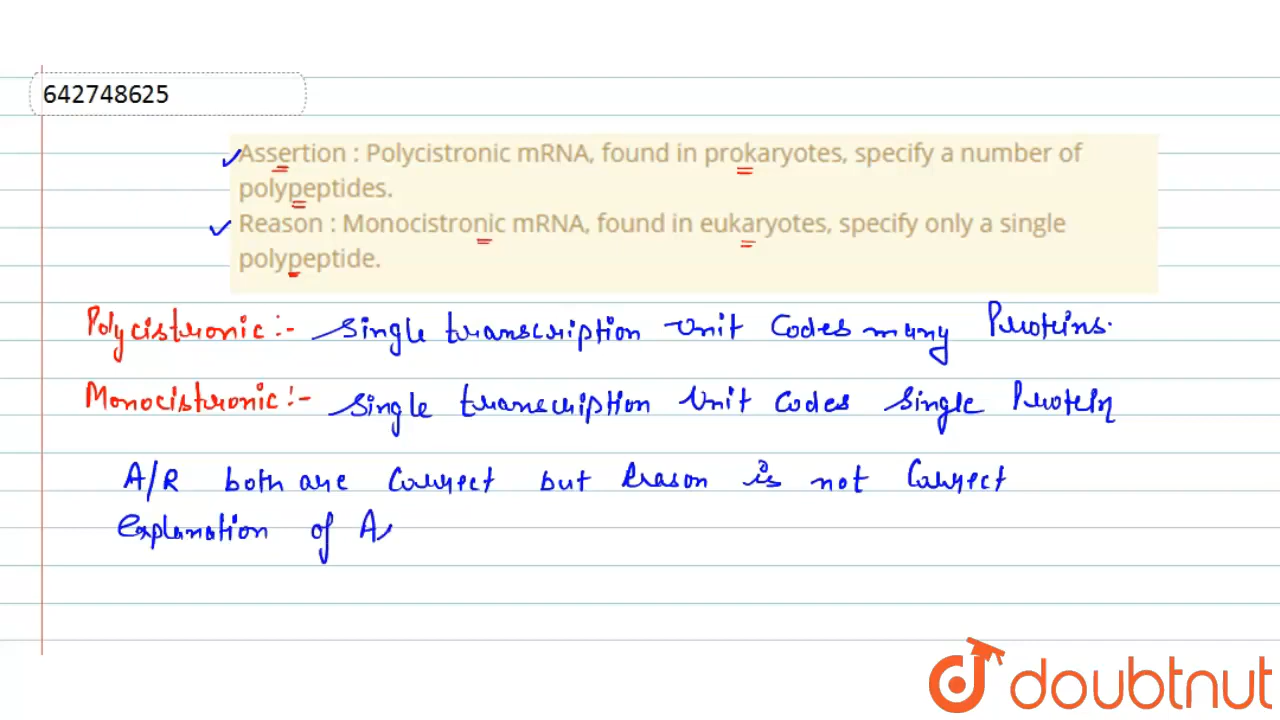 642748625
Assertion : Polycistronic mRNA, found in prokaryotes, specify a number of
polypeptides.
Reason : Monocistronic mRNA, found in eukaryotes, specify only a single
polypeptide.
Polycistronic :- Single transcription Unit Codes many Proteins.
Monocistronic :- Single transcription Unit Codes Single Protein
A/R both are Correct but Reason is not Correct
explanation of A
doubtnut